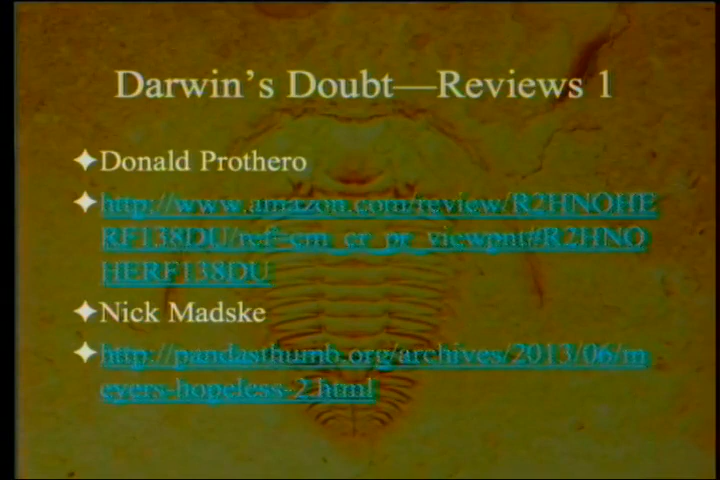 Darwin's Doubt—Reviews 1
✦Donald Prothero
✦http://www.amazon.com/review/R2HNOHE
RF138DU/ref=cm_cr_pr_viewpnt#R2HNO
HERF138DU
✦Nick Madske
✦http://pandasthumb.org/archives/2013/06/m
eyers-hopeless-2.html